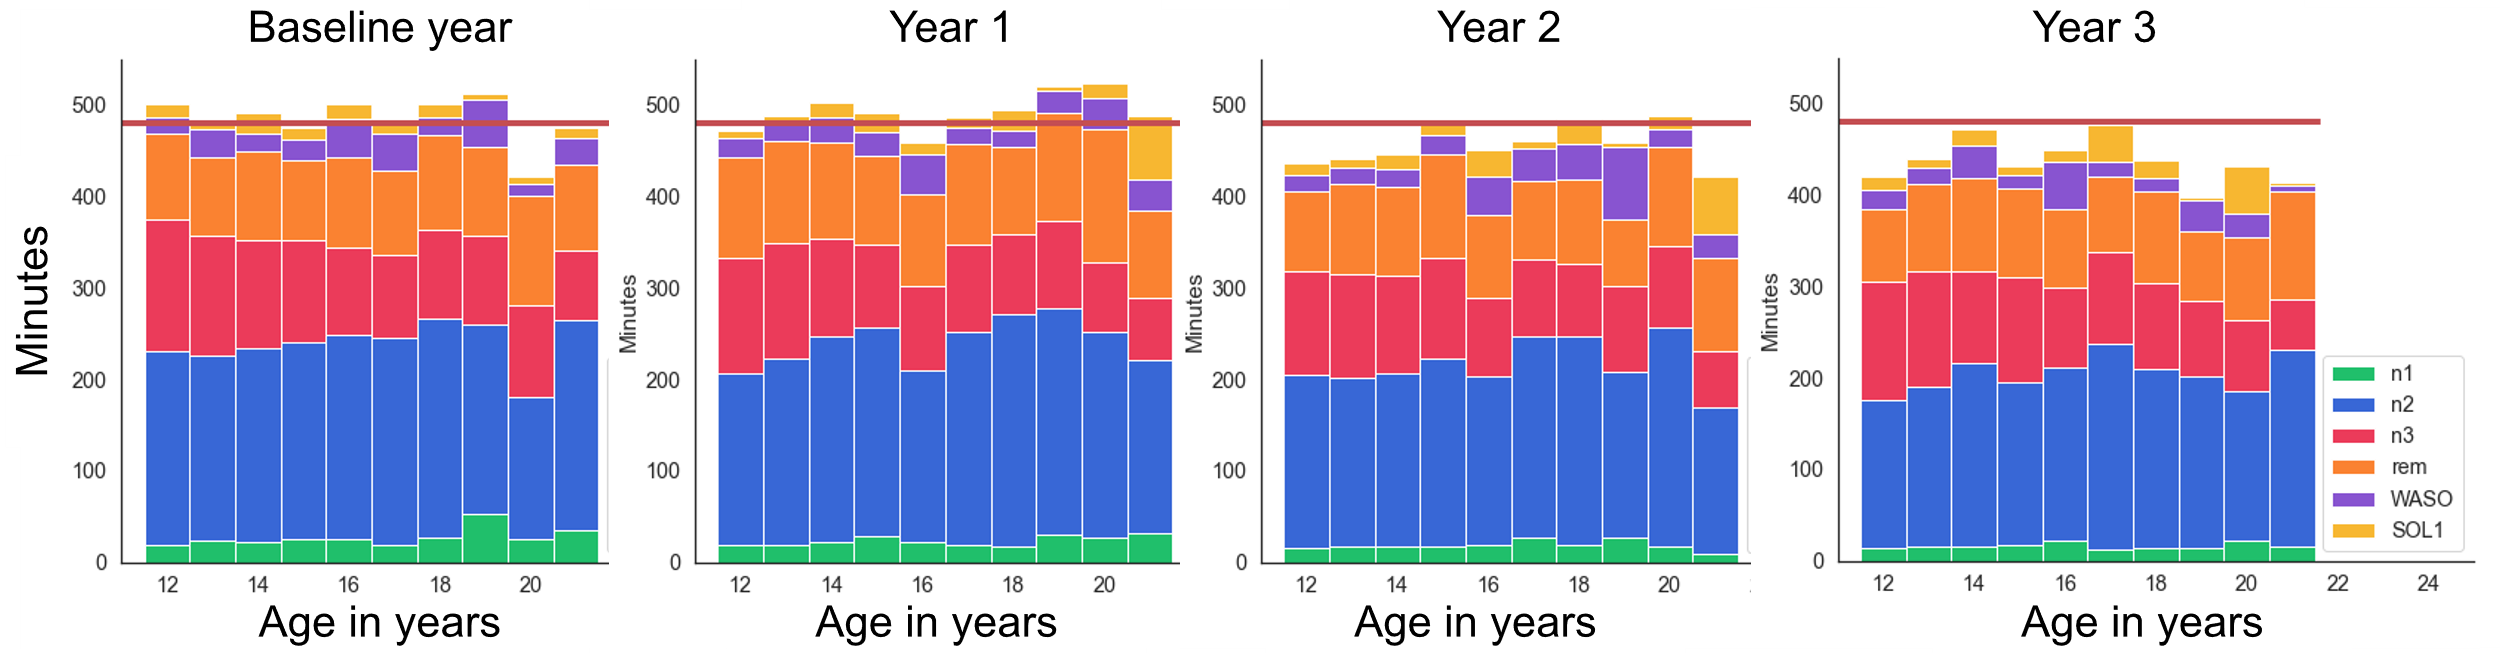 Baseline year
Minutes
500
400
300
200
100
0
12 14 16 18 20
Age in years
Year 1
Minutes
500
400
300
200
100
0
12 14 16 18 20
Age in years
Year 2
Minutes
500
400
300
200
100
0
12 14 16 18 20
Age in years
Year 3
Minutes
500
400
300
200
100
0
12 14 16 18 20 22 24
Age in years
n1
n2
n3
rem
WASO
SOL1